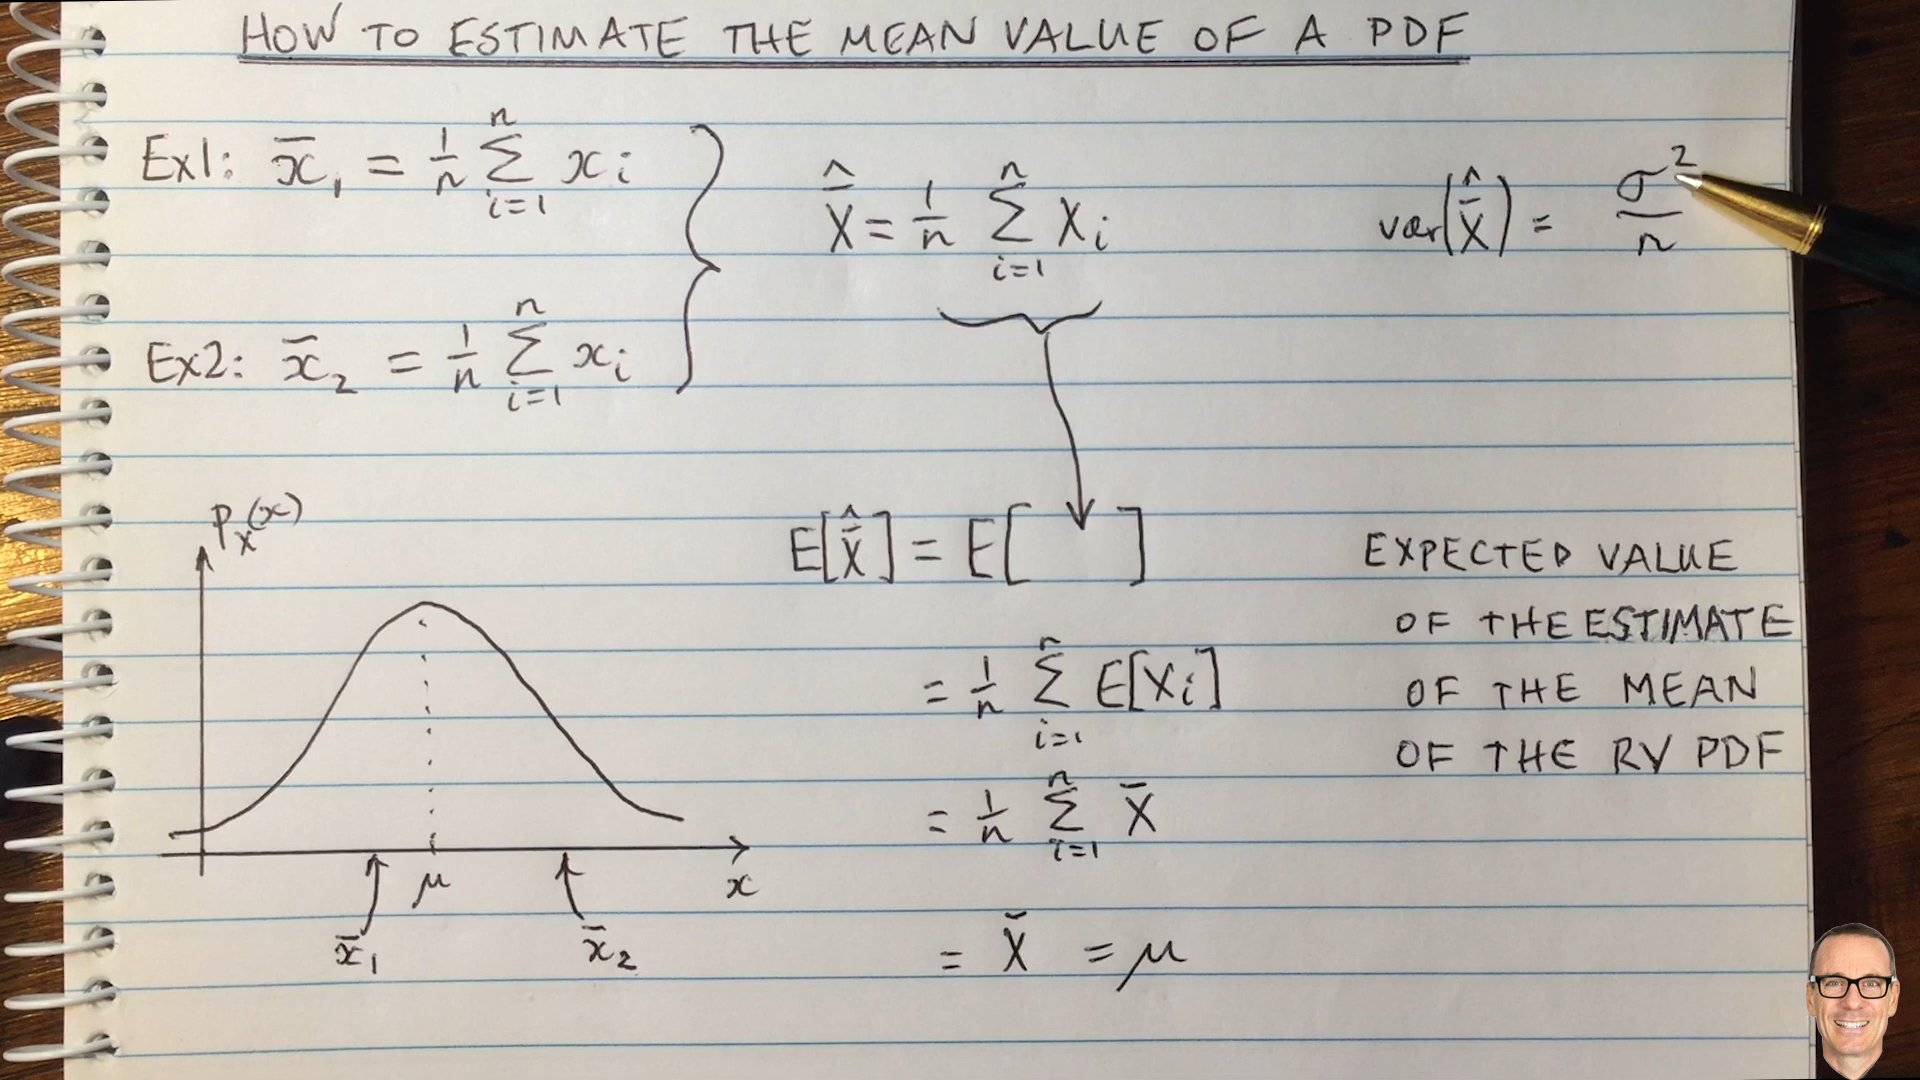 HOW TO ESTIMATE THE MEAN VALUE OF A PDF
Ex1: x̄₁ = 1/n Σ_{i=1}^{n} xᵢ
Ex2: x̄₂ = 1/n Σ_{i=1}^{n} xᵢ
X̄̂ = 1/n Σ_{i=1}^{n} Xᵢ
var(X̄̂) = σ²/n
p_X(x)
μ
x
x̄₁
x̄₂
E[X̄̂] = E[ ]
= 1/n Σ_{i=1}^{n} E[Xᵢ]
= 1/n Σ_{i=1}^{n} X̄
= X̄ = μ
EXPECTED VALUE
OF THE ESTIMATE
OF THE MEAN
OF THE RV PDF